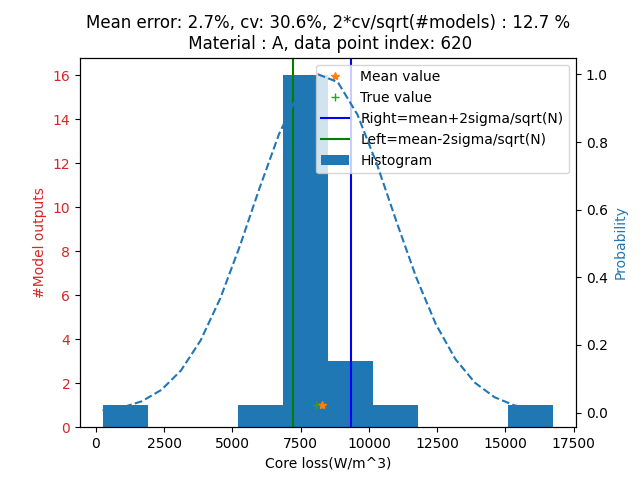 Mean error: 2.7%, cv: 30.6%, 2*cv/sqrt(#models) : 12.7 %
Material : A, data point index: 620
Mean value
True value
Right=mean+2sigma/sqrt(N)
Left=mean-2sigma/sqrt(N)
Histogram
#Model outputs
16
14
12
10
8
6
4
2
0
1.0
0.8
0.6
0.4
0.2
0.0
Probability
0 2500 5000 7500 10000 12500 15000 17500
Core loss(W/m^3)